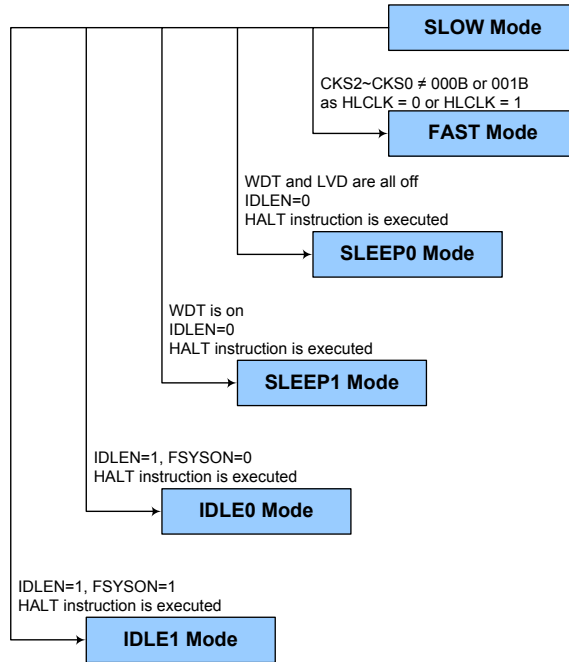 SLOW Mode
CKS2~CKS0 ≠ 000B or 001B
as HLCLK = 0 or HLCLK = 1
FAST Mode
WDT and LVD are all off
IDLEN=0
HALT instruction is executed
SLEEP0 Mode
WDT is on
IDLEN=0
HALT instruction is executed
SLEEP1 Mode
IDLEN=1, FSYSON=0
HALT instruction is executed
IDLE0 Mode
IDLEN=1, FSYSON=1
HALT instruction is executed
IDLE1 Mode